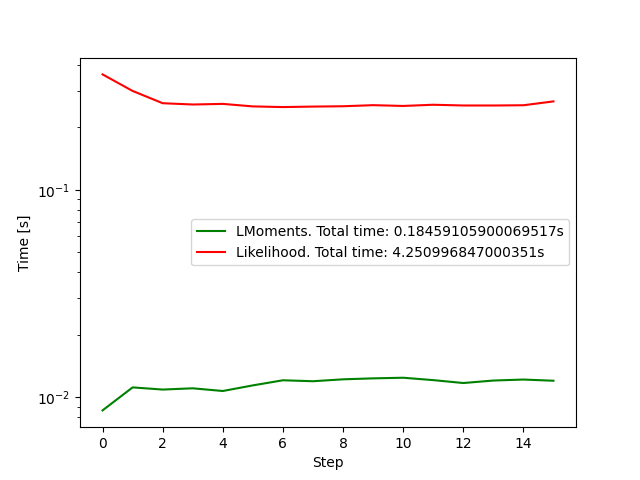 Time [s]
10⁻¹
10⁻²
LMoments. Total time: 0.18459105900069517s
Likelihood. Total time: 4.250996847000351s
0 2 4 6 8 10 12 14
Step